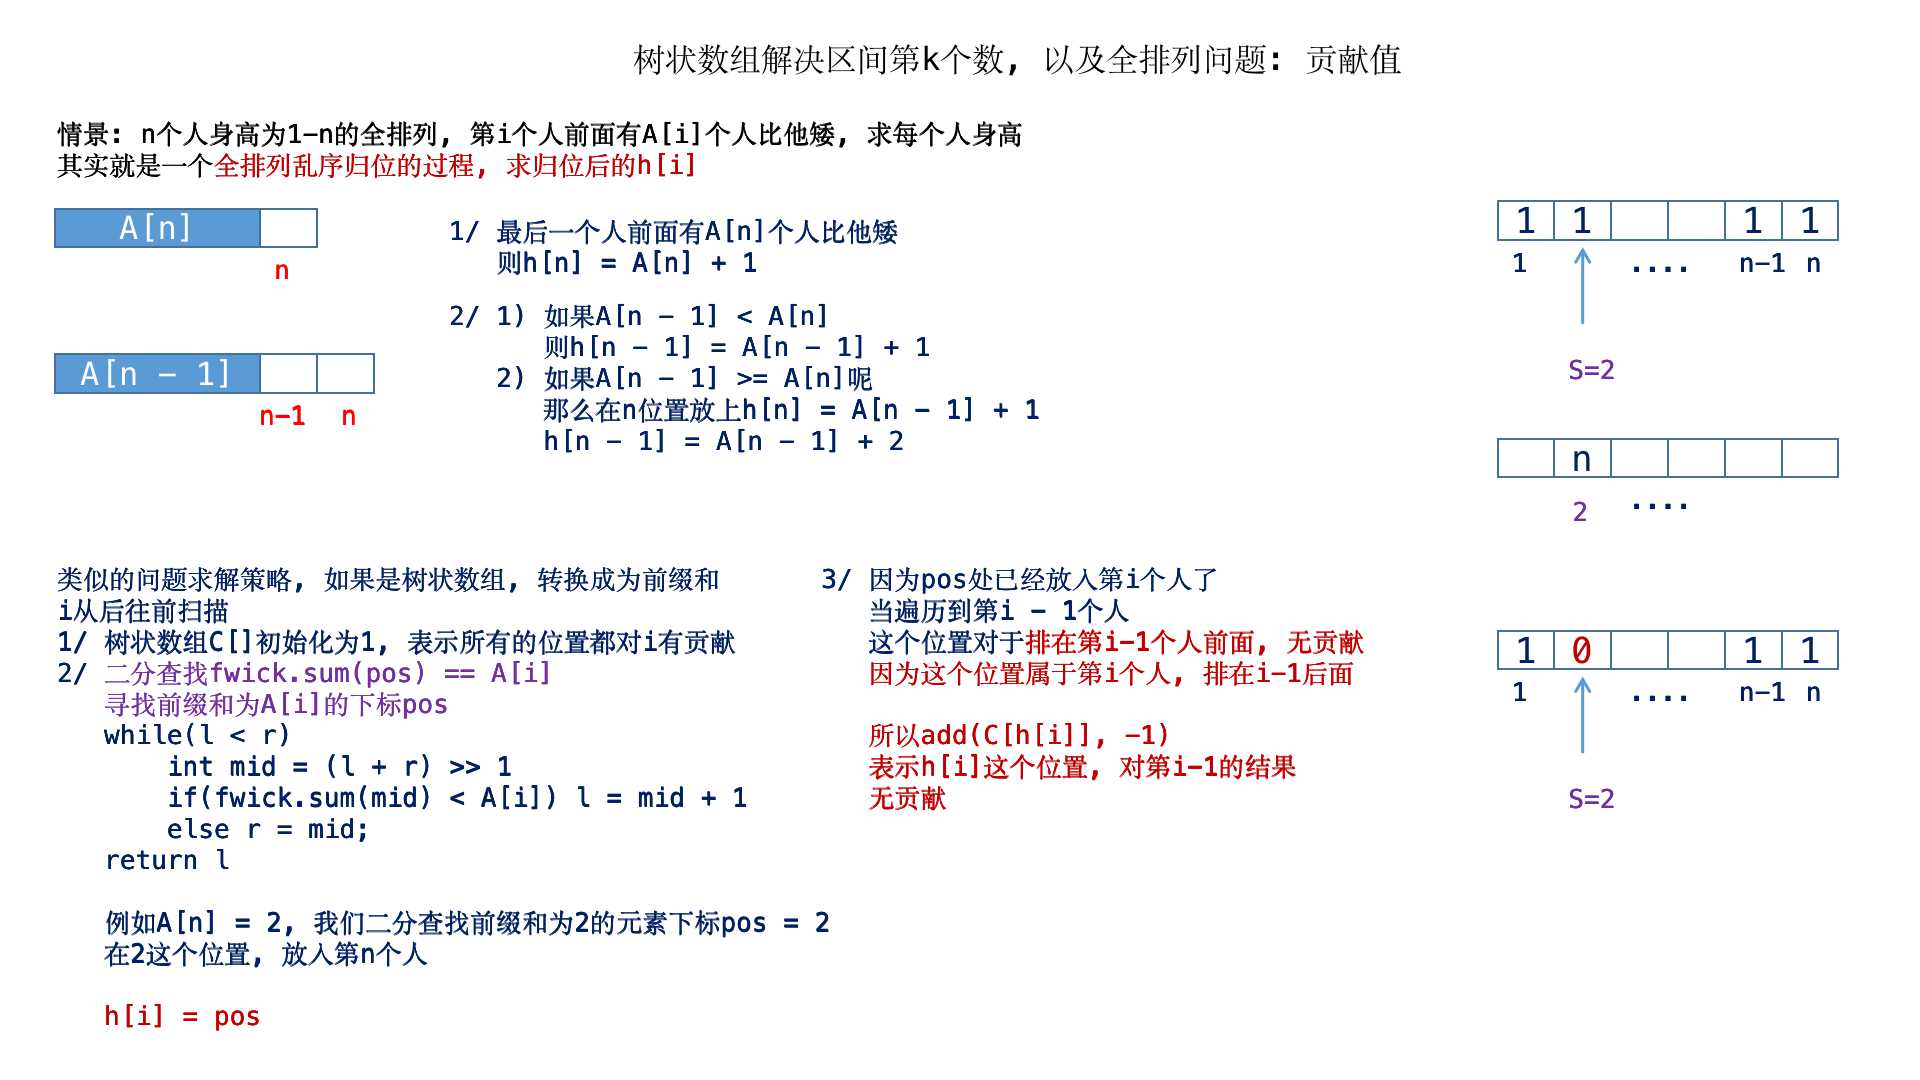 树状数组解决区间第k个数, 以及全排列问题: 贡献值
情景: n个人身高为1-n的全排列, 第i个人前面有A[i]个人比他矮, 求每个人身高
其实就是一个全排列乱序归位的过程, 求归位后的h[i]
A[n]
n
A[n - 1]
n-1 n
1/ 最后一个人前面有A[n]个人比他矮
则h[n] = A[n] + 1
2/ 1) 如果A[n - 1] < A[n]
则h[n - 1] = A[n - 1] + 1
2) 如果A[n - 1] >= A[n]呢
那么在n位置放上h[n] = A[n - 1] + 1
h[n - 1] = A[n - 1] + 2
1 1 1 1
1 .... n-1 n
S=2
n
2 ....
类似的问题求解策略, 如果是树状数组, 转换成为前缀和
i从后往前扫描
1/ 树状数组C[]初始化为1, 表示所有的位置都对i有贡献
2/ 二分查找fwick.sum(pos) == A[i]
寻找前缀和为A[i]的下标pos
while(l < r)
int mid = (l + r) >> 1
if(fwick.sum(mid) < A[i]) l = mid + 1
else r = mid;
return l
例如A[n] = 2, 我们二分查找前缀和为2的元素下标pos = 2
在2这个位置, 放入第n个人
h[i] = pos
3/ 因为pos处已经放入第i个人了
当遍历到第i - 1个人
这个位置对于排在第i-1个人前面, 无贡献
因为这个位置属于第i个人, 排在i-1后面
所以add(C[h[i]], -1)
表示h[i]这个位置, 对第i-1的结果
无贡献
1 0 1 1
1 .... n-1 n
S=2